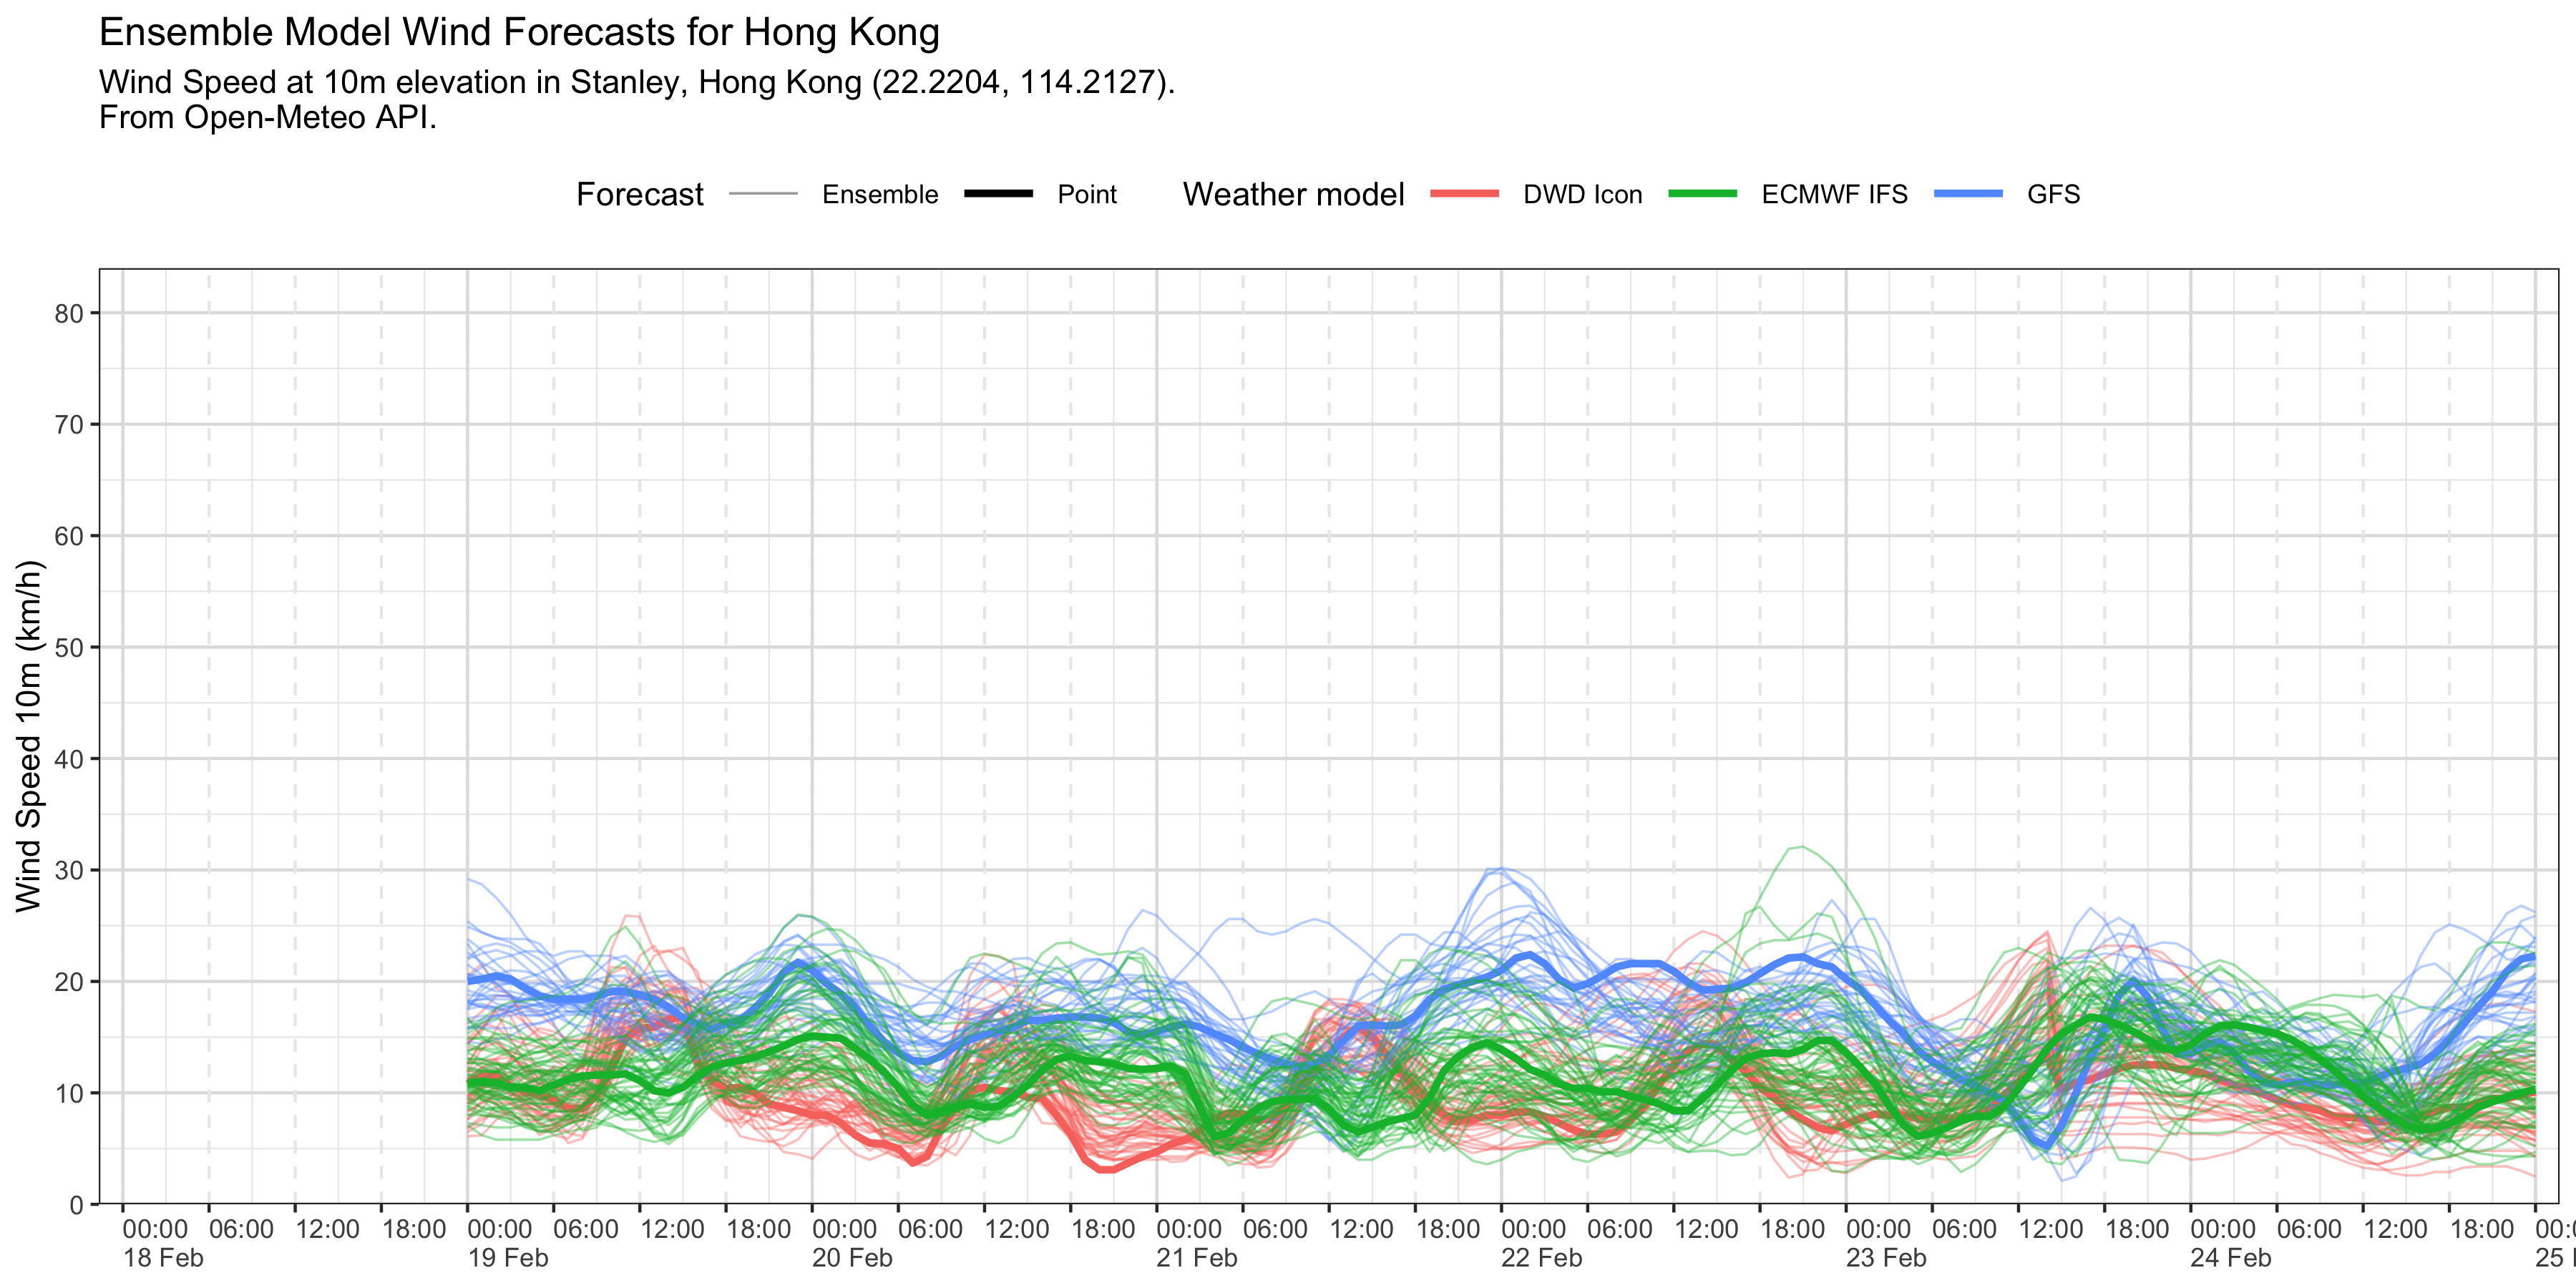 Ensemble Model Wind Forecasts for Hong Kong
Wind Speed at 10m elevation in Stanley, Hong Kong (22.2204, 114.2127).
From Open-Meteo API.
Forecast Ensemble Point Weather model DWD Icon ECMWF IFS GFS
Wind Speed 10m (km/h)
80
70
60
50
40
30
20
10
0
00:00 06:00 12:00 18:00 00:00 06:00 12:00 18:00 00:00 06:00 12:00 18:00 00:00 06:00 12:00 18:00 00:00 06:00 12:00 18:00 00:00 06:00 12:00 18:00 00:00 06:00 12:00 18:00
18 Feb 19 Feb 20 Feb 21 Feb 22 Feb 23 Feb 24 Feb 25